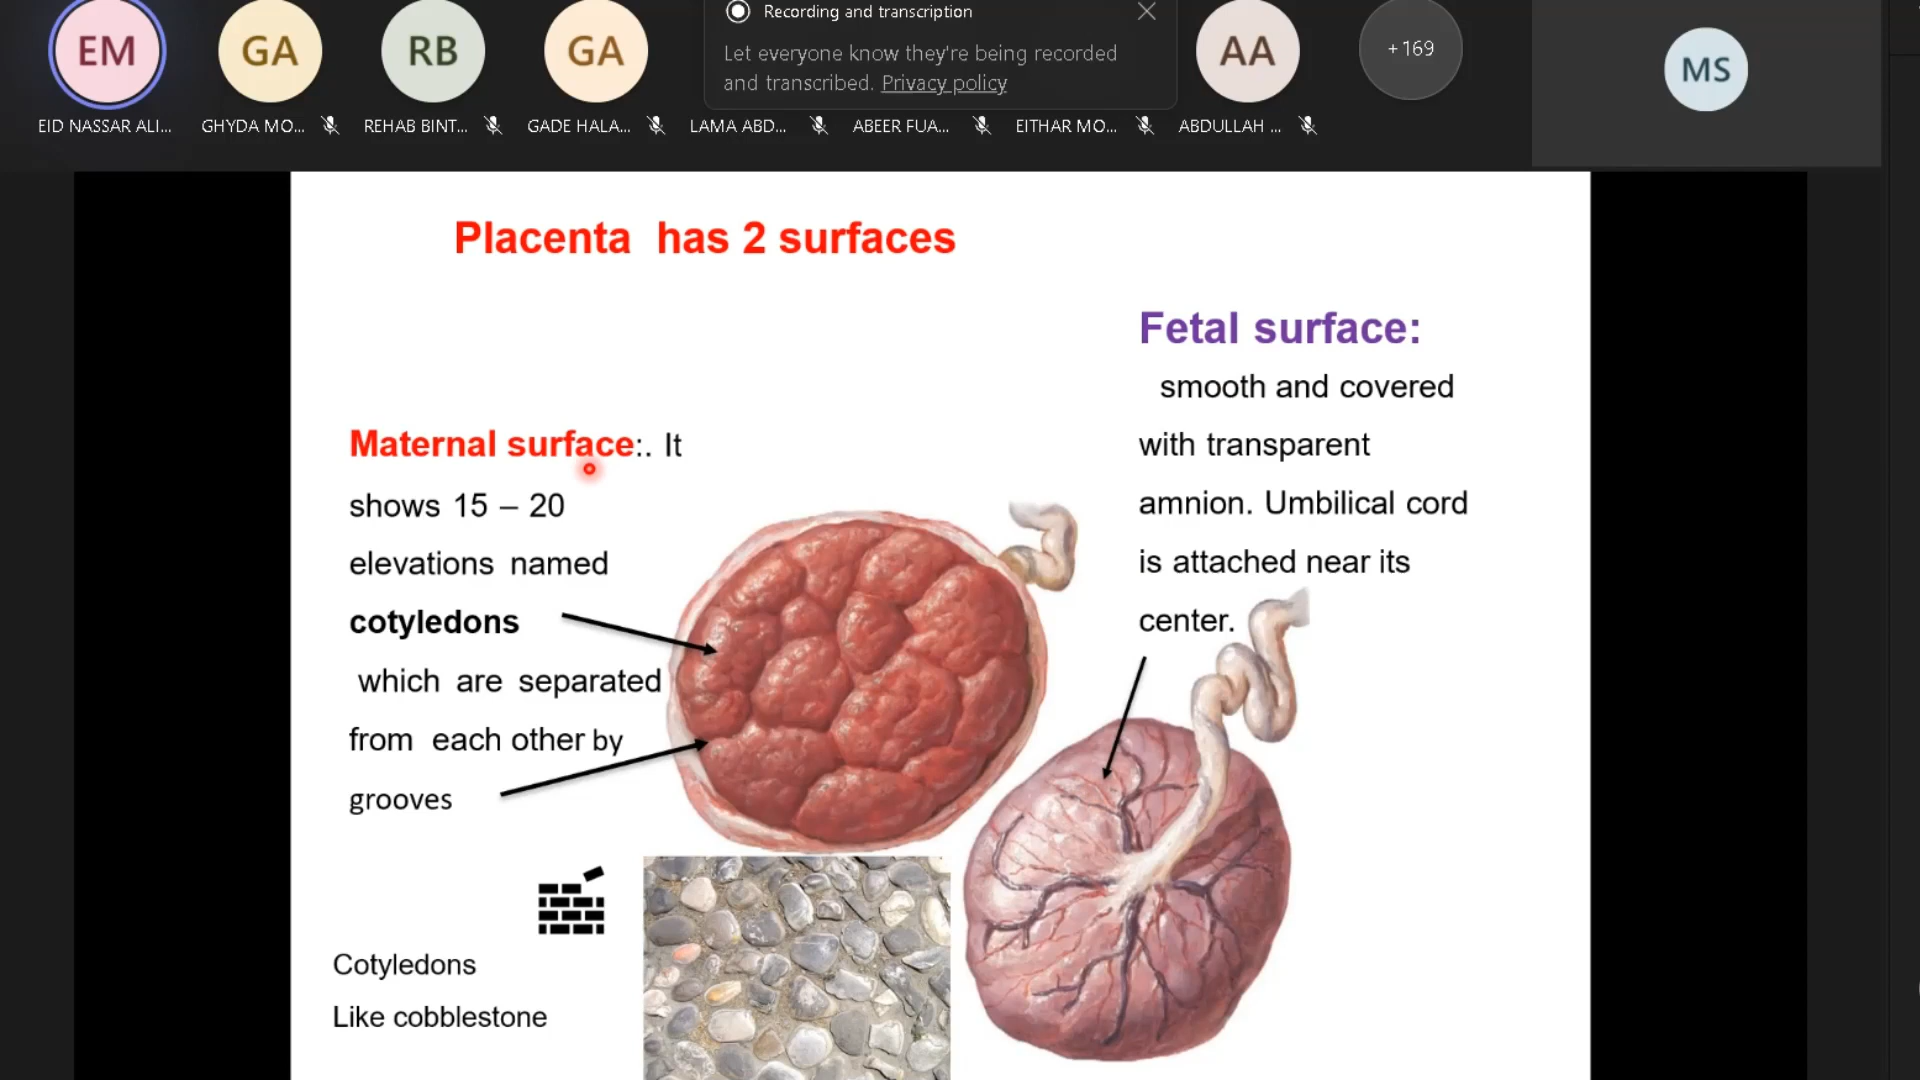 EM
GA
RB
GA
Recording and transcription
Let everyone know they're being recorded
and transcribed. Privacy policy
AA
+169
MS
EID NASSAR ALI...
GHYDA MO...
REHAB BINT...
GADE HALA...
LAMA ABD...
ABEER FUA...
EITHAR MO...
ABDULLAH ...
Placenta has 2 surfaces
Maternal surface:. It
shows 15 – 20
elevations named
cotyledons
which are separated
from each other by
grooves
Cotyledons
Like cobblestone
Fetal surface:
smooth and covered
with transparent
amnion. Umbilical cord
is attached near its
center.